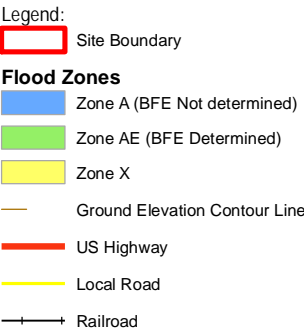 Legend:
Site Boundary
Flood Zones
Zone A (BFE Not determined)
Zone AE (BFE Determined)
Zone X
Ground Elevation Contour Line
US Highway
Local Road
Railroad